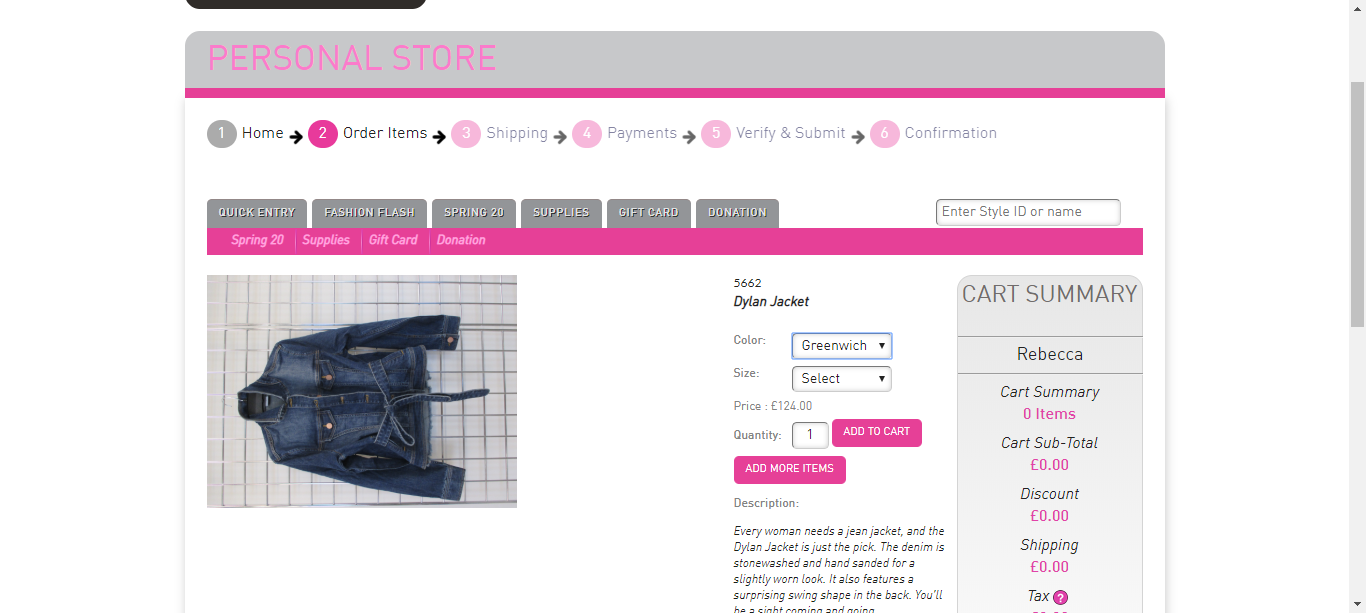 PERSONAL STORE
1 Home 2 Order Items 3 Shipping 4 Payments 5 Verify & Submit 6 Confirmation
QUICK ENTRY FASHION FLASH SPRING 20 SUPPLIES GIFT CARD DONATION Enter Style ID or name
Spring 20 Supplies Gift Card Donation
5662
Dylan Jacket
Color: Greenwich
Size: Select
Price : £124.00
Quantity: 1 ADD TO CART
ADD MORE ITEMS
Description:
Every woman needs a jean jacket, and the
Dylan Jacket is just the pick. The denim is
stonewashed and hand sanded for a
slightly worn look. It also features a
surprising swing shape in the back. You'll
be a sight coming and going.
CART SUMMARY
Rebecca
Cart Summary
0 Items
Cart Sub-Total
£0.00
Discount
£0.00
Shipping
£0.00
Tax ?